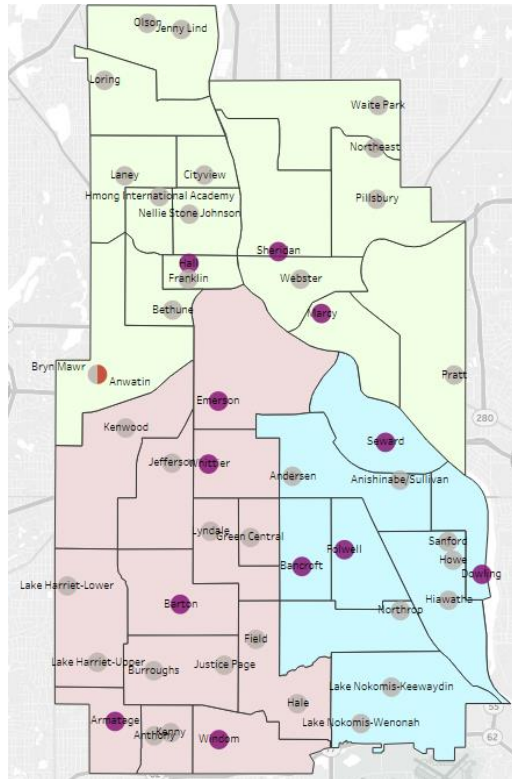 Olson
Jenny Lind
Loring
Waite Park
Northeast
Laney
Cityview
Hmong International Academy
Pillsbury
Nellie Stone Johnson
Sheridan
Hall
Franklin
Webster
Bethune
Marcy
Bryn Mawr
Anwatin
Pratt
Emerson
280
Kenwood
Seward
Jefferson
Whittier
Andersen
Anishinabe/Sullivan
Lyndale
Green Central
Sanford
Folwell
Howe
Bancroft
Dowling
Lake Harriet-Lower
Barton
Hiawatha
Northrop
Field
Lake Harriet-Upper
Burroughs
Justice Page
Lake Nokomis-Keewaydin
Hale
55
Armatage
Lake Nokomis-Wenonah
Anthony
Kenny
Windom
62